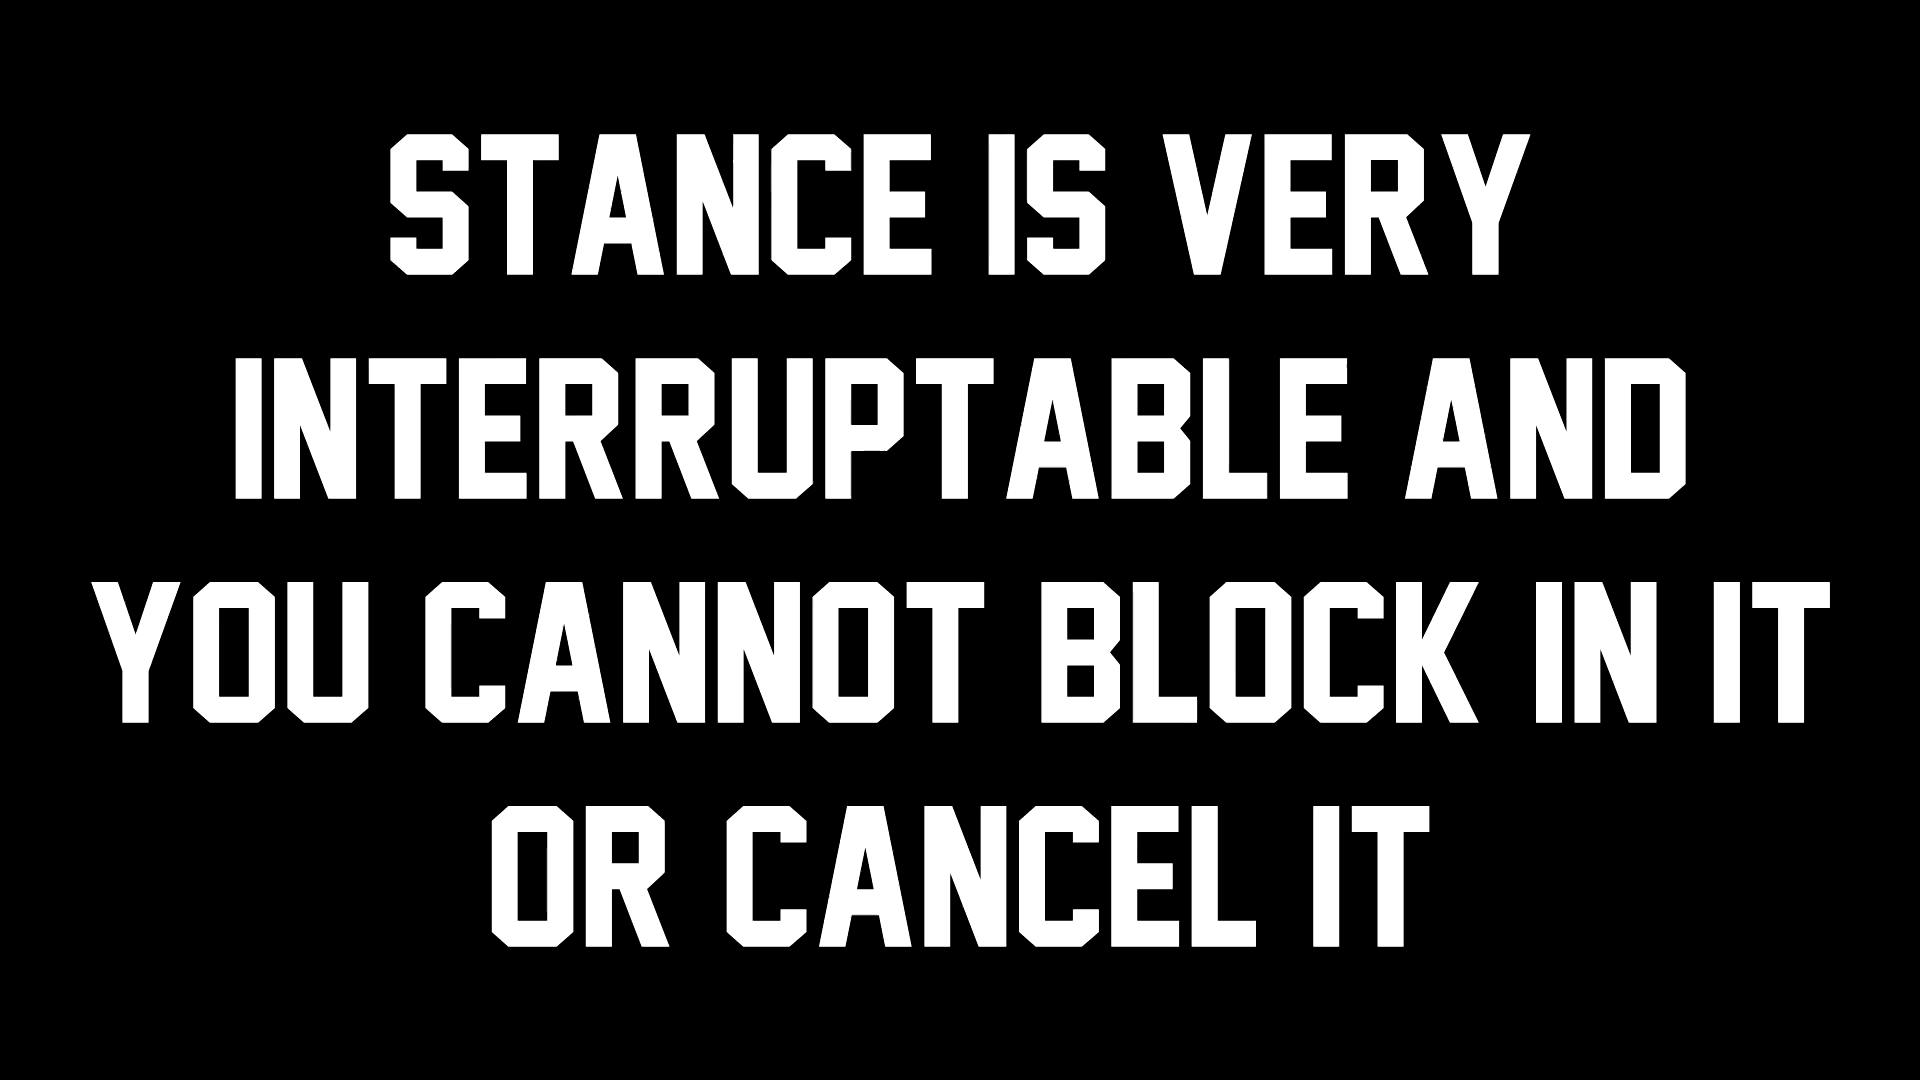 STANCE IS VERY
INTERRUPTABLE AND
YOU CANNOT BLOCK IN IT
OR CANCEL IT